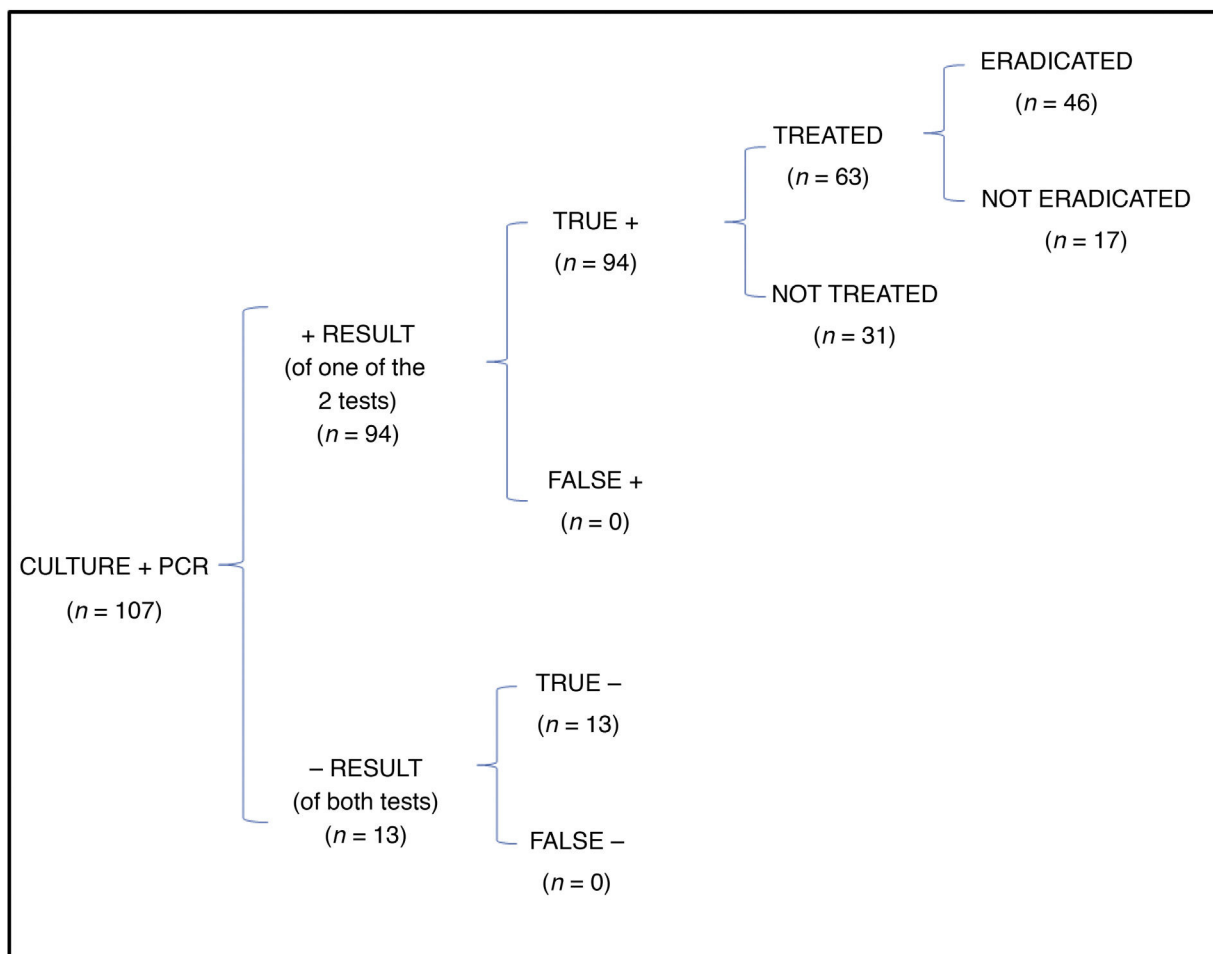 ERADICATED
(n = 46)
TREATED
(n = 63)
NOT ERADICATED
(n = 17)
TRUE +
(n = 94)
NOT TREATED
(n = 31)
+ RESULT
(of one of the
2 tests)
(n = 94)
FALSE +
(n = 0)
CULTURE + PCR
(n = 107)
TRUE –
(n = 13)
– RESULT
(of both tests)
(n = 13)
FALSE –
(n = 0)